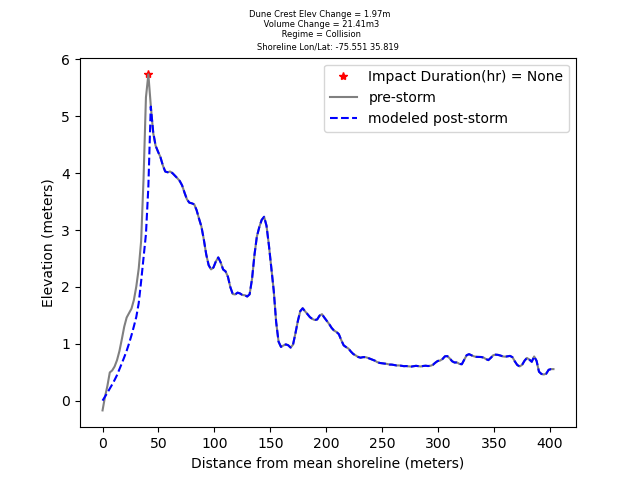 Dune Crest Elev Change = 1.97m
Volume Change = 21.41m3
Regime = Collision
Shoreline Lon/Lat: -75.551 35.819
Impact Duration(hr) = None
pre-storm
modeled post-storm
6
5
4
3
2
1
0
Elevation (meters)
0 50 100 150 200 250 300 350 400
Distance from mean shoreline (meters)